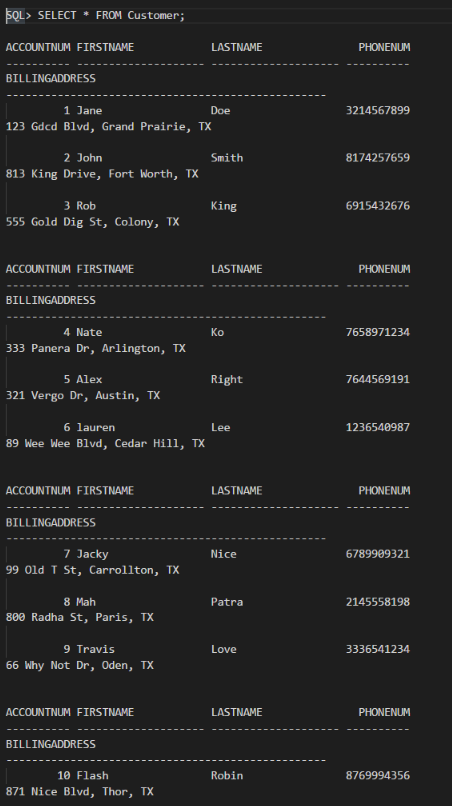 SQL> SELECT * FROM Customer;
ACCOUNTNUM FIRSTNAME            LASTNAME               PHONENUM
---------- -------------------- -------------------- ----------
BILLINGADDRESS
--------------------------------------------------
         1 Jane                 Doe                  3214567899
123 Gdcd Blvd, Grand Prairie, TX
         2 John                 Smith                8174257659
813 King Drive, Fort Worth, TX
         3 Rob                  King                 6915432676
555 Gold Dig St, Colony, TX
ACCOUNTNUM FIRSTNAME            LASTNAME               PHONENUM
---------- -------------------- -------------------- ----------
BILLINGADDRESS
--------------------------------------------------
         4 Nate                 Ko                   7658971234
333 Panera Dr, Arlington, TX
         5 Alex                 Right                7644569191
321 Vergo Dr, Austin, TX
         6 lauren               Lee                  1236540987
89 Wee Wee Blvd, Cedar Hill, TX
ACCOUNTNUM FIRSTNAME            LASTNAME               PHONENUM
---------- -------------------- -------------------- ----------
BILLINGADDRESS
--------------------------------------------------
         7 Jacky                Nice                 6789909321
99 Old T St, Carrollton, TX
         8 Mah                  Patra                2145558198
800 Radha St, Paris, TX
         9 Travis               Love                 3336541234
66 Why Not Dr, Oden, TX
ACCOUNTNUM FIRSTNAME            LASTNAME               PHONENUM
---------- -------------------- -------------------- ----------
BILLINGADDRESS
--------------------------------------------------
        10 Flash                Robin                8769994356
871 Nice Blvd, Thor, TX